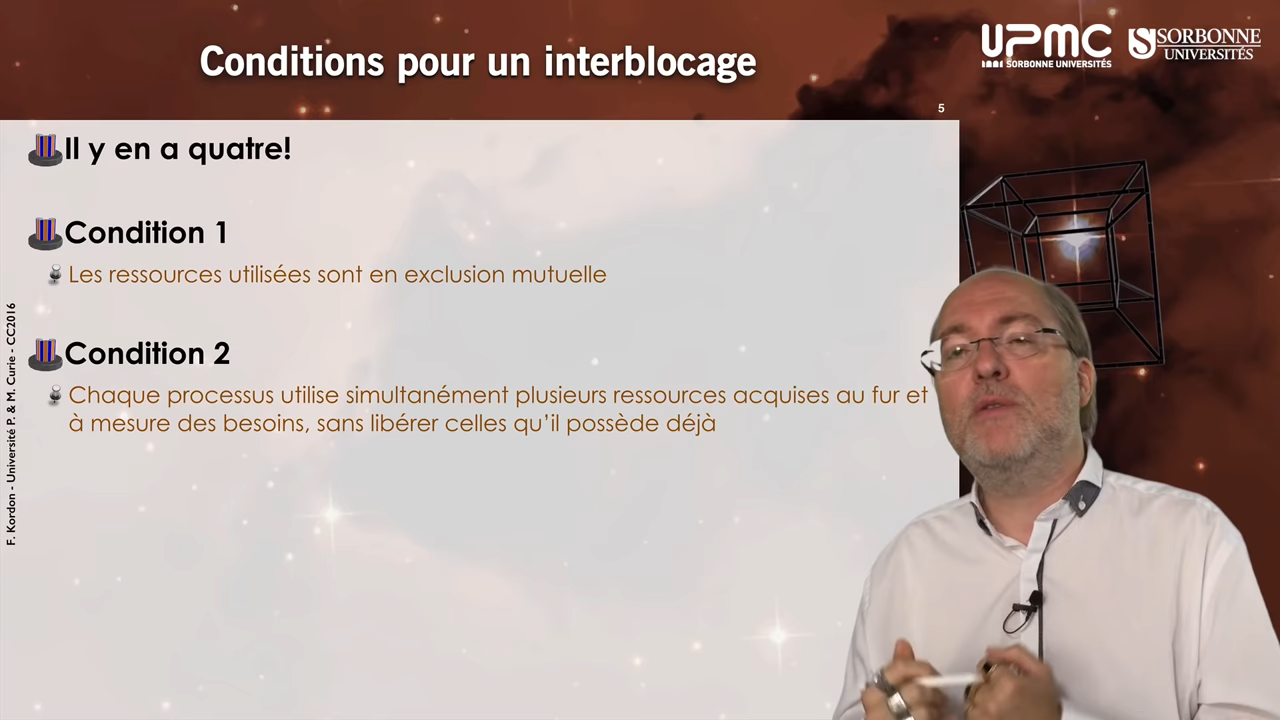 Conditions pour un interblocage
UPMC
SORBONNE UNIVERSITÉS
SORBONNE
UNIVERSITÉS
5
Il y en a quatre!
Condition 1
Les ressources utilisées sont en exclusion mutuelle
Condition 2
Chaque processus utilise simultanément plusieurs ressources acquises au fur et
à mesure des besoins, sans libérer celles qu'il possède déjà
F. Kordon - Université P. & M. Curie - CC2016